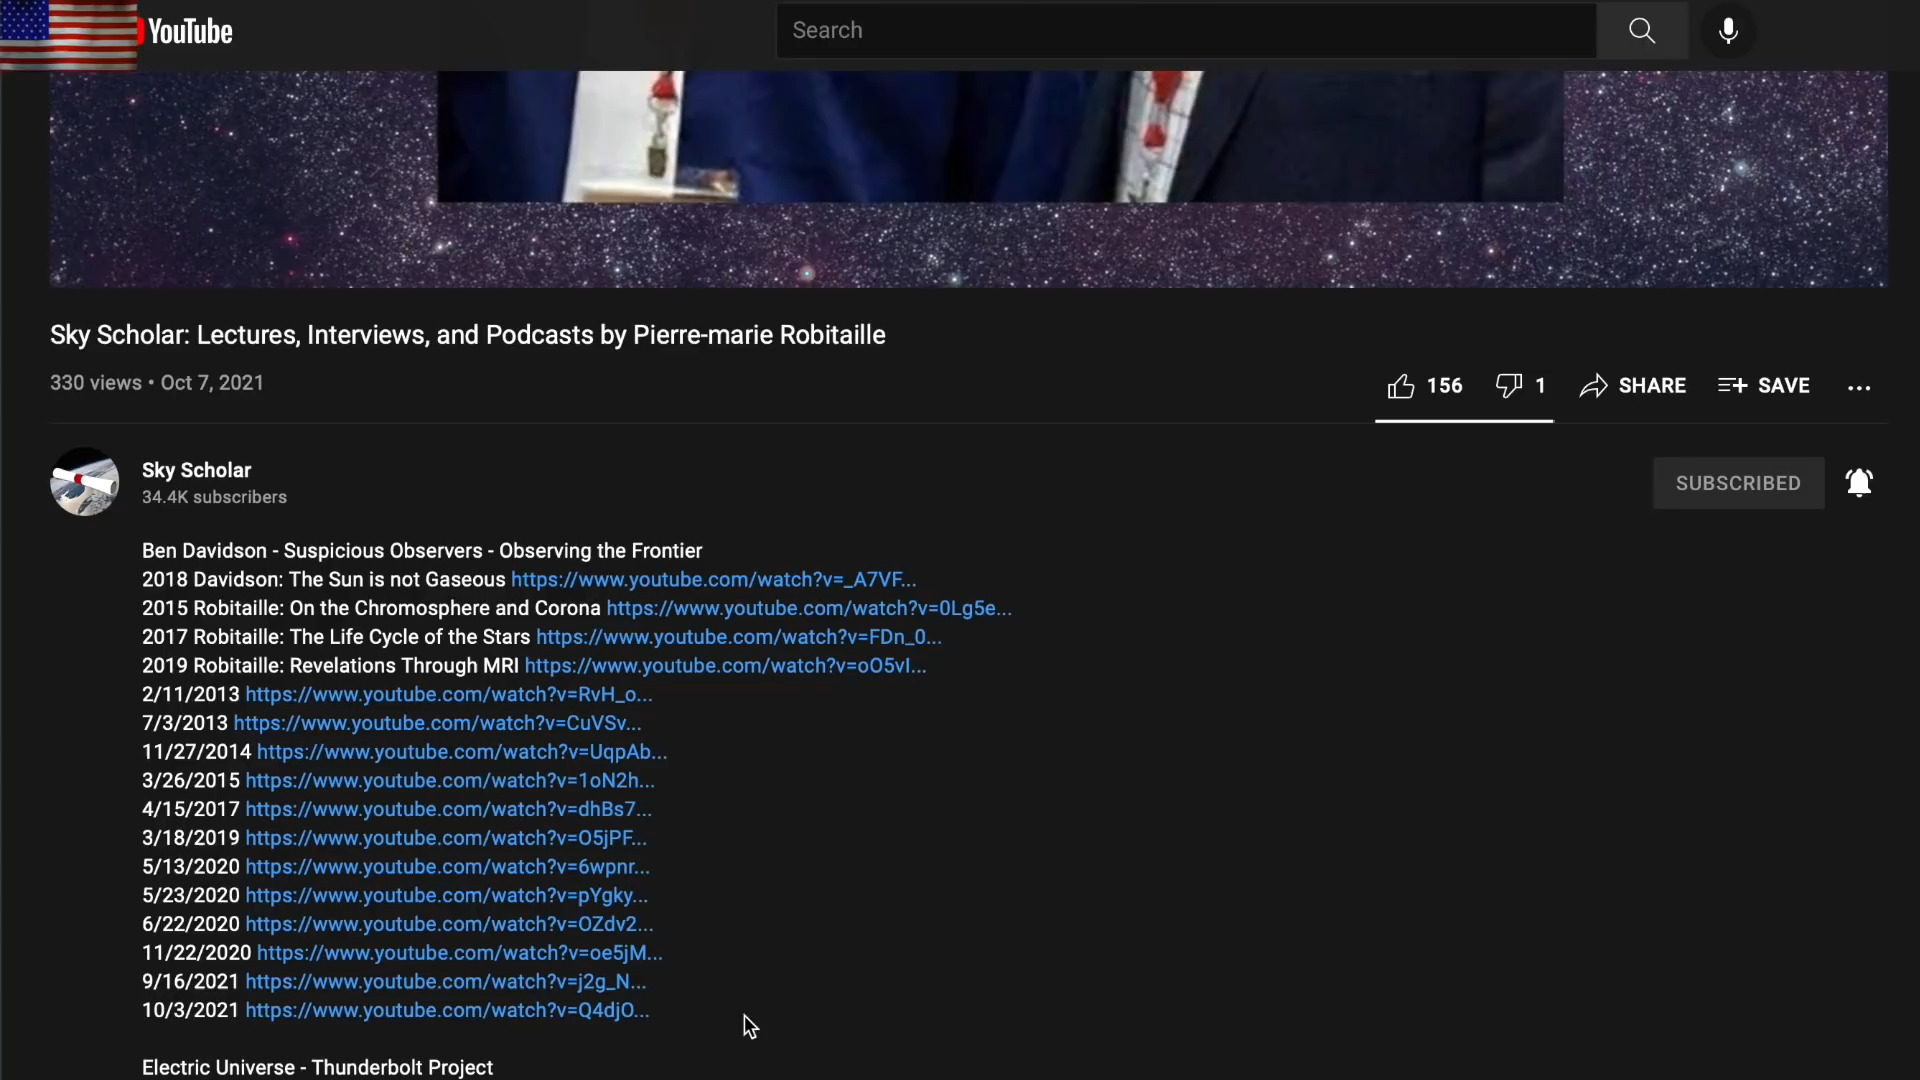 YouTube
Search
Sky Scholar: Lectures, Interviews, and Podcasts by Pierre-marie Robitaille
330 views • Oct 7, 2021
156
1
SHARE
SAVE
Sky Scholar
34.4K subscribers
SUBSCRIBED
Ben Davidson - Suspicious Observers - Observing the Frontier
2018 Davidson: The Sun is not Gaseous https://www.youtube.com/watch?v=_A7VF...
2015 Robitaille: On the Chromosphere and Corona https://www.youtube.com/watch?v=0Lg5e...
2017 Robitaille: The Life Cycle of the Stars https://www.youtube.com/watch?v=FDn_0...
2019 Robitaille: Revelations Through MRI https://www.youtube.com/watch?v=oO5vI...
2/11/2013 https://www.youtube.com/watch?v=RvH_o...
7/3/2013 https://www.youtube.com/watch?v=CuVSv...
11/27/2014 https://www.youtube.com/watch?v=UqpAb...
3/26/2015 https://www.youtube.com/watch?v=1oN2h...
4/15/2017 https://www.youtube.com/watch?v=dhBs7...
3/18/2019 https://www.youtube.com/watch?v=O5jPF...
5/13/2020 https://www.youtube.com/watch?v=6wpnr...
5/23/2020 https://www.youtube.com/watch?v=pYgky...
6/22/2020 https://www.youtube.com/watch?v=OZdv2...
11/22/2020 https://www.youtube.com/watch?v=oe5jM...
9/16/2021 https://www.youtube.com/watch?v=j2g_N...
10/3/2021 https://www.youtube.com/watch?v=Q4djO...
Electric Universe - Thunderbolt Project